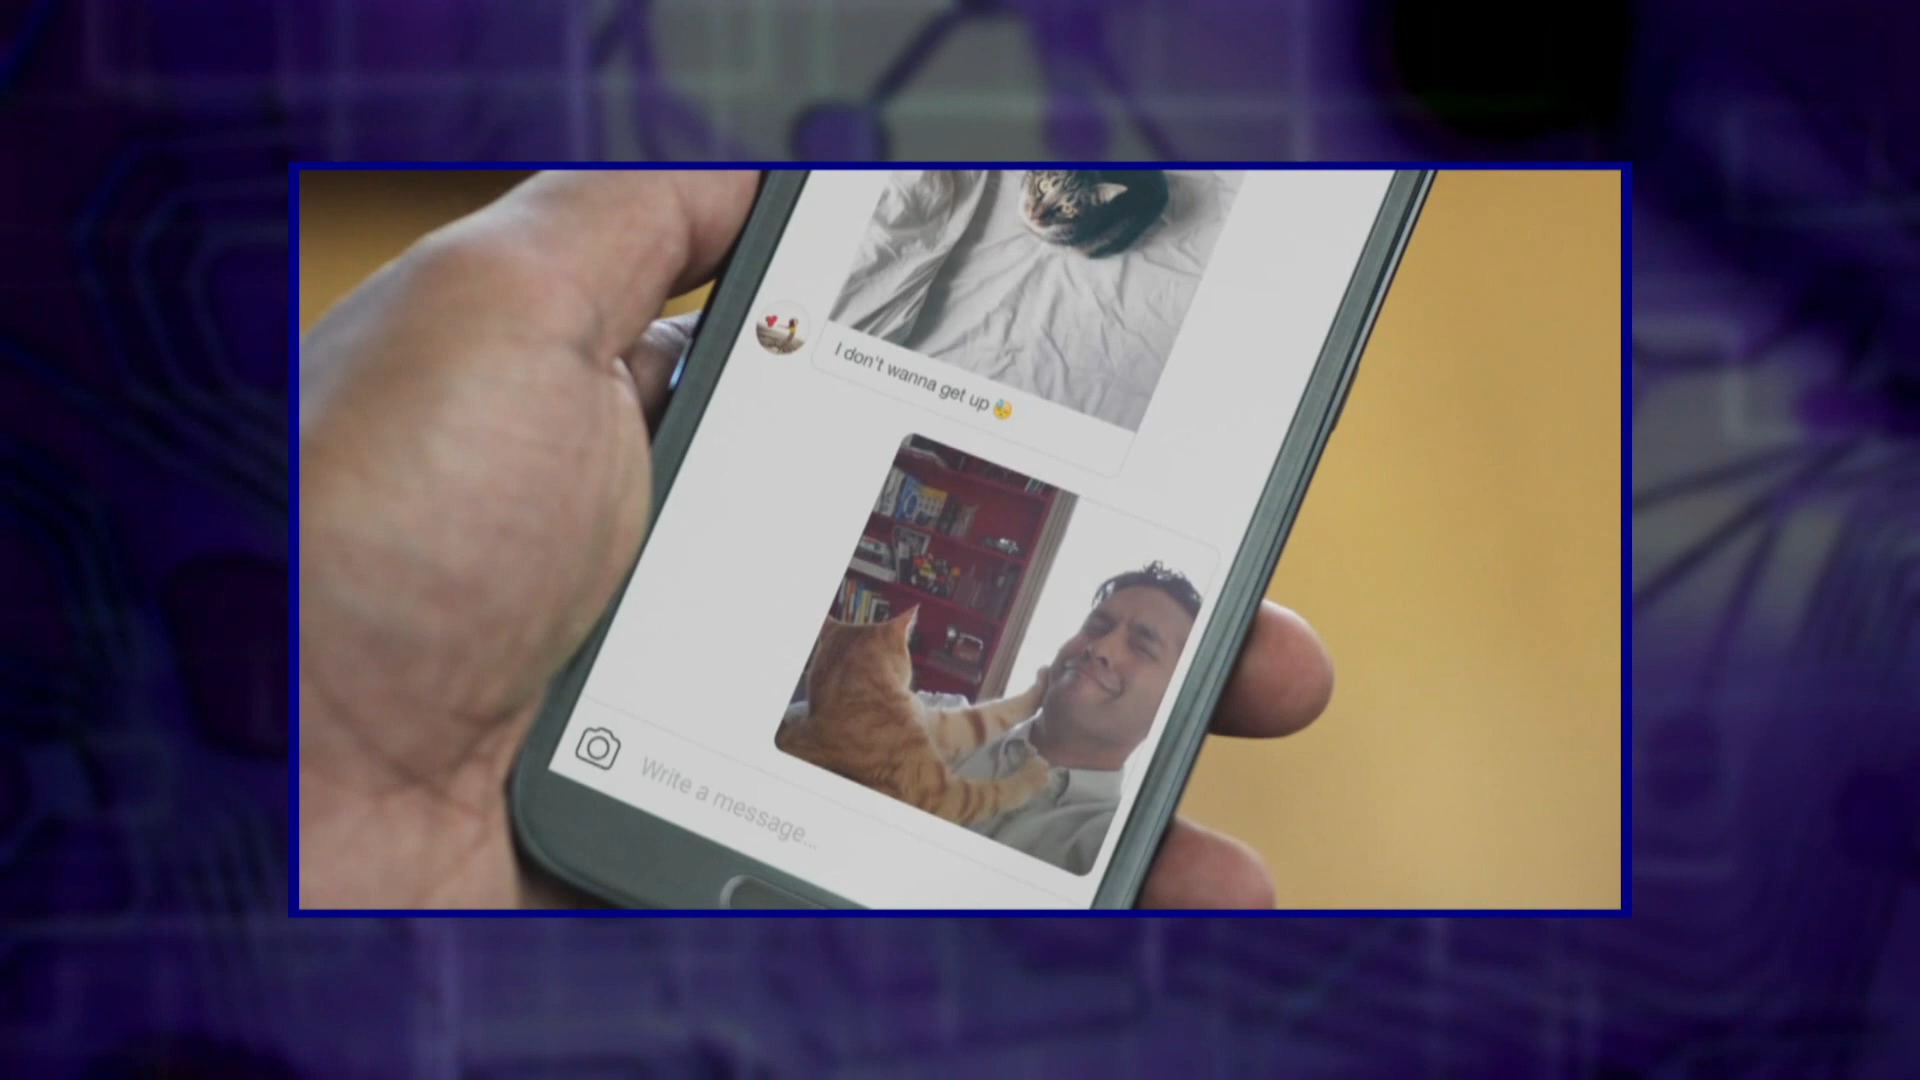 I don't wanna get up 😓
Write a message...